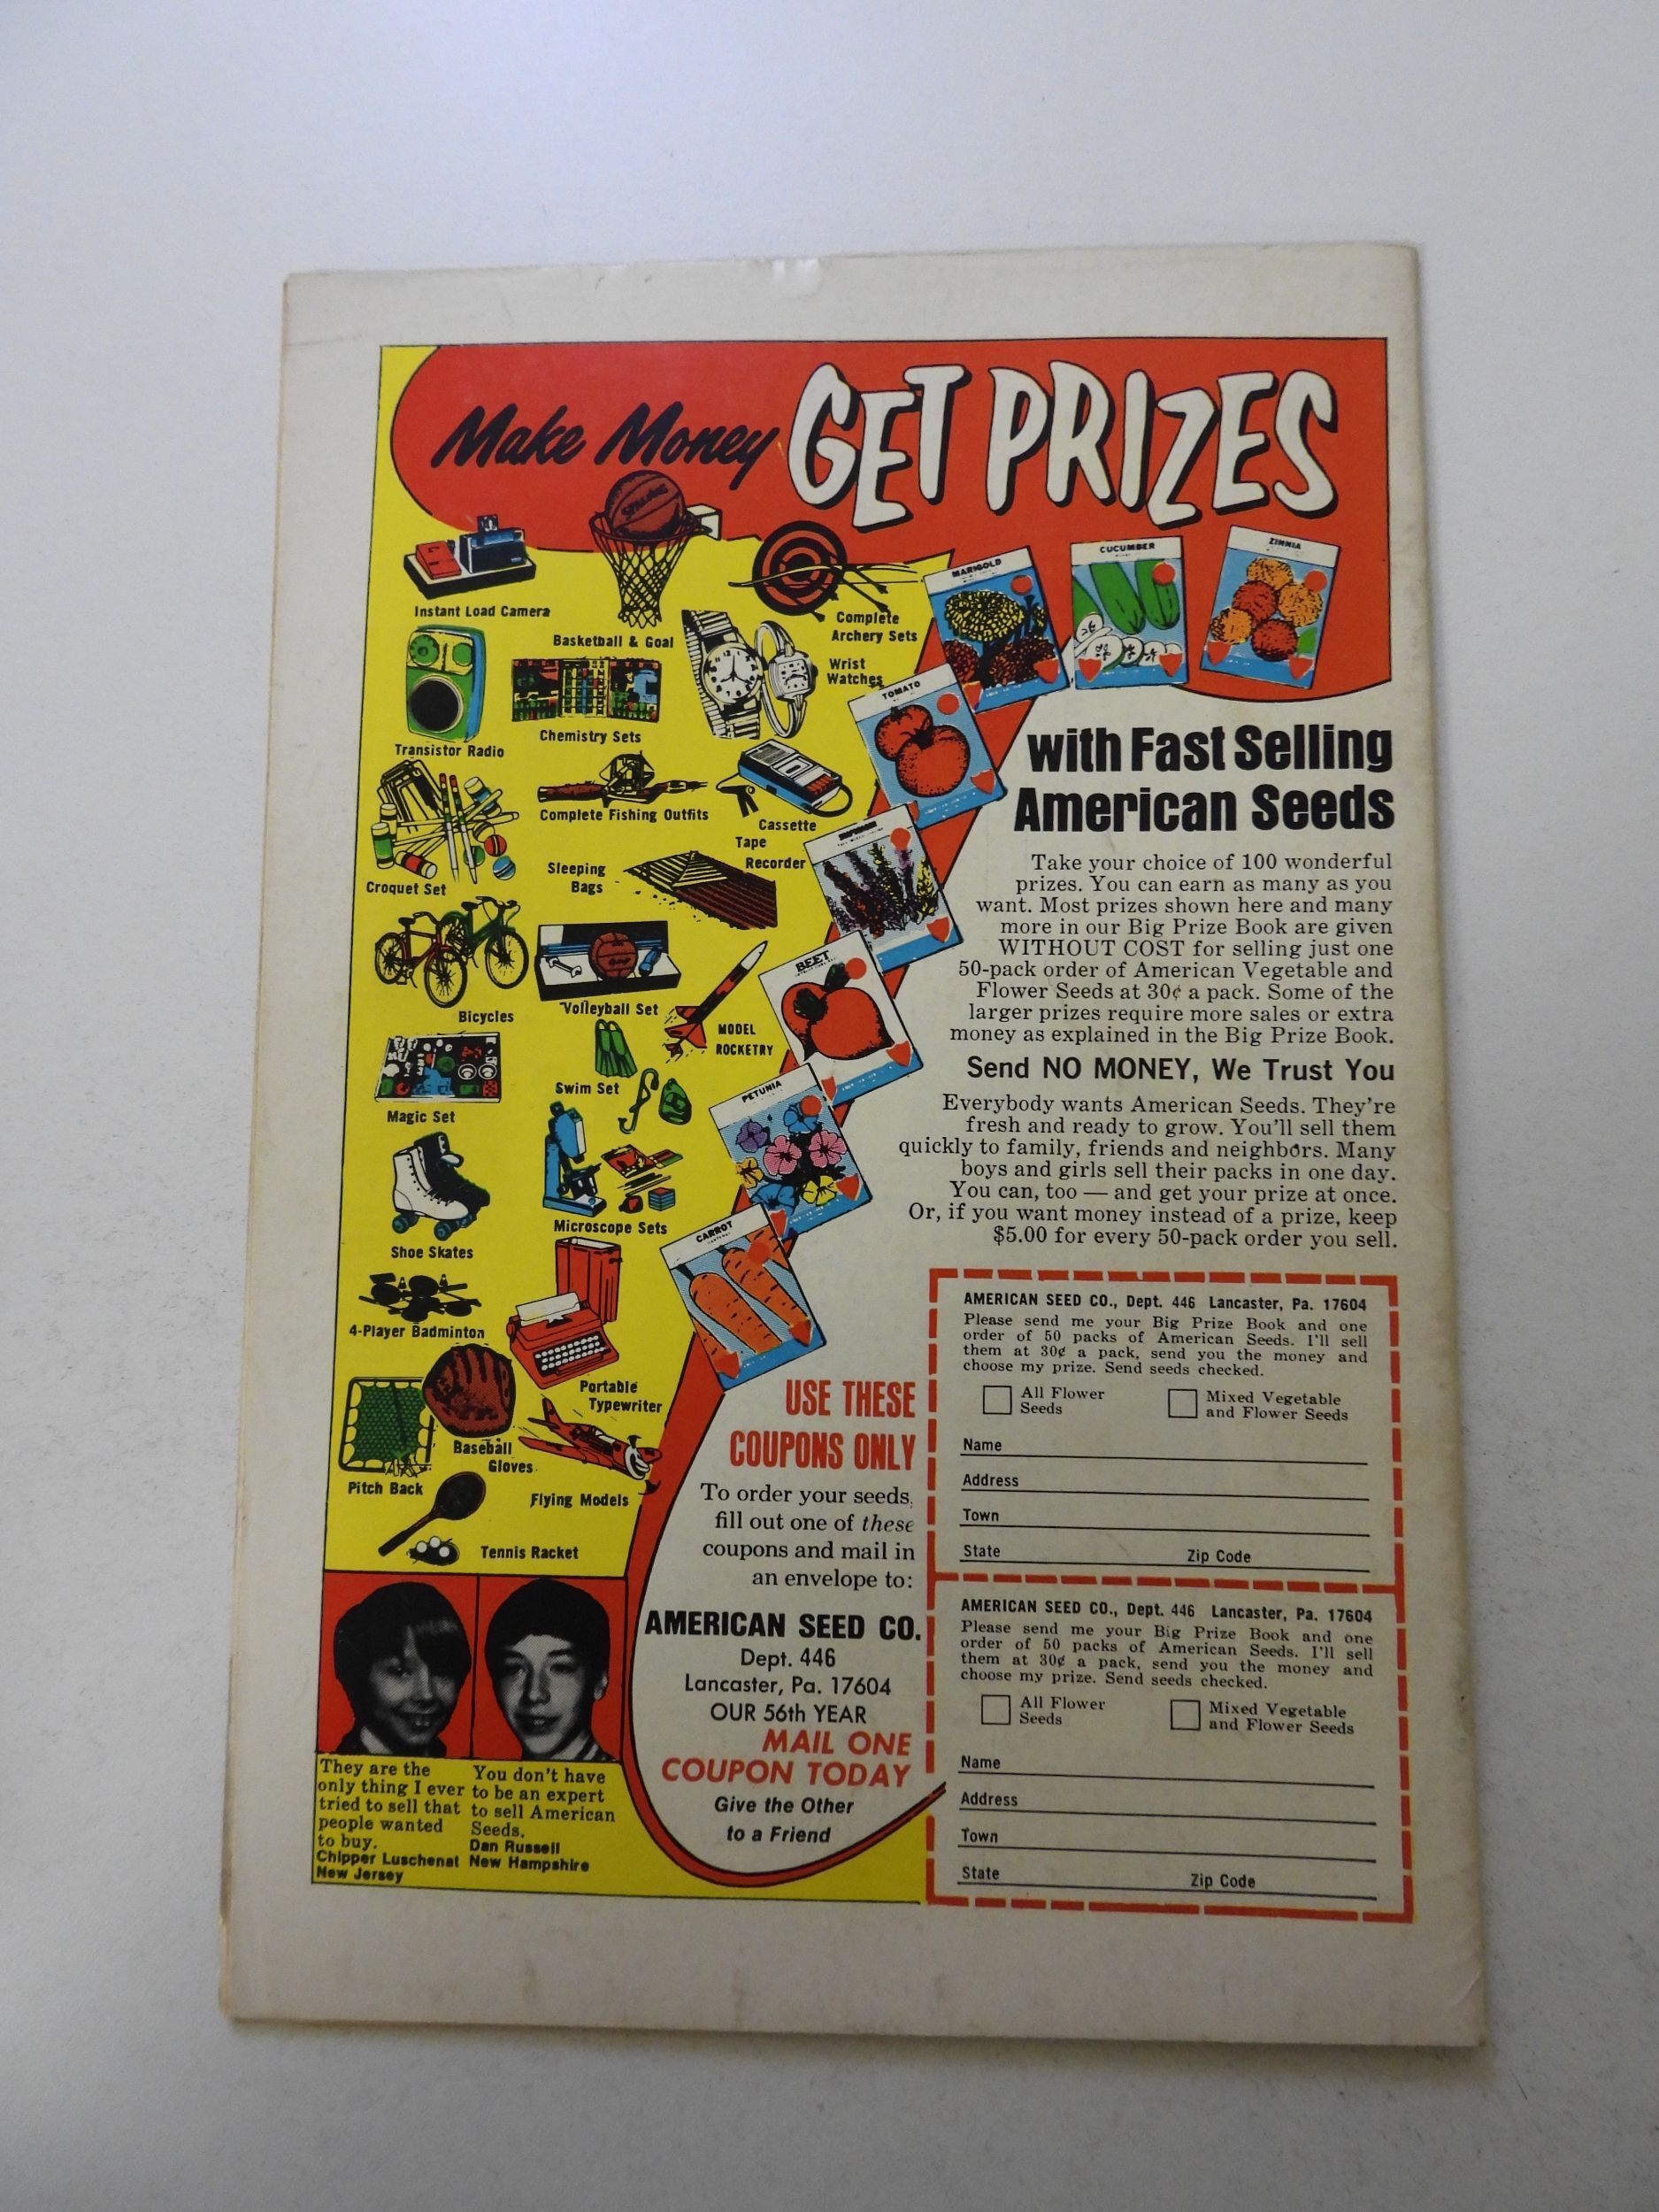 Make Money GET PRIZES
SPALDING
Instant Load Camera
Basketball & Goal
Complete
Archery Sets
Wrist
Watches
Transistor Radio
Chemistry Sets
Complete Fishing Outfits
Cassette
Tape
Recorder
Croquet Set
Sleeping
Bags
Bicycles
Volleyball Set
MODEL
ROCKETRY
Magic Set
Swim Set
Shoe Skates
Microscope Sets
4-Player Badminton
Portable
Typewriter
Baseball
Gloves
Pitch Back
Flying Models
Tennis Racket
MARIGOLD
CUCUMBER
ZINNIA
TOMATO
BEET
PETUNIA
CARROT
with Fast Selling
American Seeds
Take your choice of 100 wonderful
prizes. You can earn as many as you
want. Most prizes shown here and many
more in our Big Prize Book are given
WITHOUT COST for selling just one
50-pack order of American Vegetable and
Flower Seeds at 30¢ a pack. Some of the
larger prizes require more sales or extra
money as explained in the Big Prize Book.
Send NO MONEY, We Trust You
Everybody wants American Seeds. They're
fresh and ready to grow. You'll sell them
quickly to family, friends and neighbors. Many
boys and girls sell their packs in one day.
You can, too — and get your prize at once.
Or, if you want money instead of a prize, keep
$5.00 for every 50-pack order you sell.
USE THESE
COUPONS ONLY
To order your seeds,
fill out one of these
coupons and mail in
an envelope to:
AMERICAN SEED CO.
Dept. 446
Lancaster, Pa. 17604
OUR 56th YEAR
MAIL ONE
COUPON TODAY
Give the Other
to a Friend
They are the
only thing I ever
tried to sell that
people wanted
to buy.
Chipper Luschenat
New Jersey
You don't have
to be an expert
to sell American
Seeds.
Dan Russell
New Hampshire
AMERICAN SEED CO., Dept. 446 Lancaster, Pa. 17604
Please send me your Big Prize Book and one
order of 50 packs of American Seeds. I'll sell
them at 30¢ a pack, send you the money and
choose my prize. Send seeds checked.
All Flower
Seeds
Mixed Vegetable
and Flower Seeds
Name
Address
Town
State Zip Code
AMERICAN SEED CO., Dept. 446 Lancaster, Pa. 17604
Please send me your Big Prize Book and one
order of 50 packs of American Seeds. I'll sell
them at 30¢ a pack, send you the money and
choose my prize. Send seeds checked.
All Flower
Seeds
Mixed Vegetable
and Flower Seeds
Name
Address
Town
State Zip Code